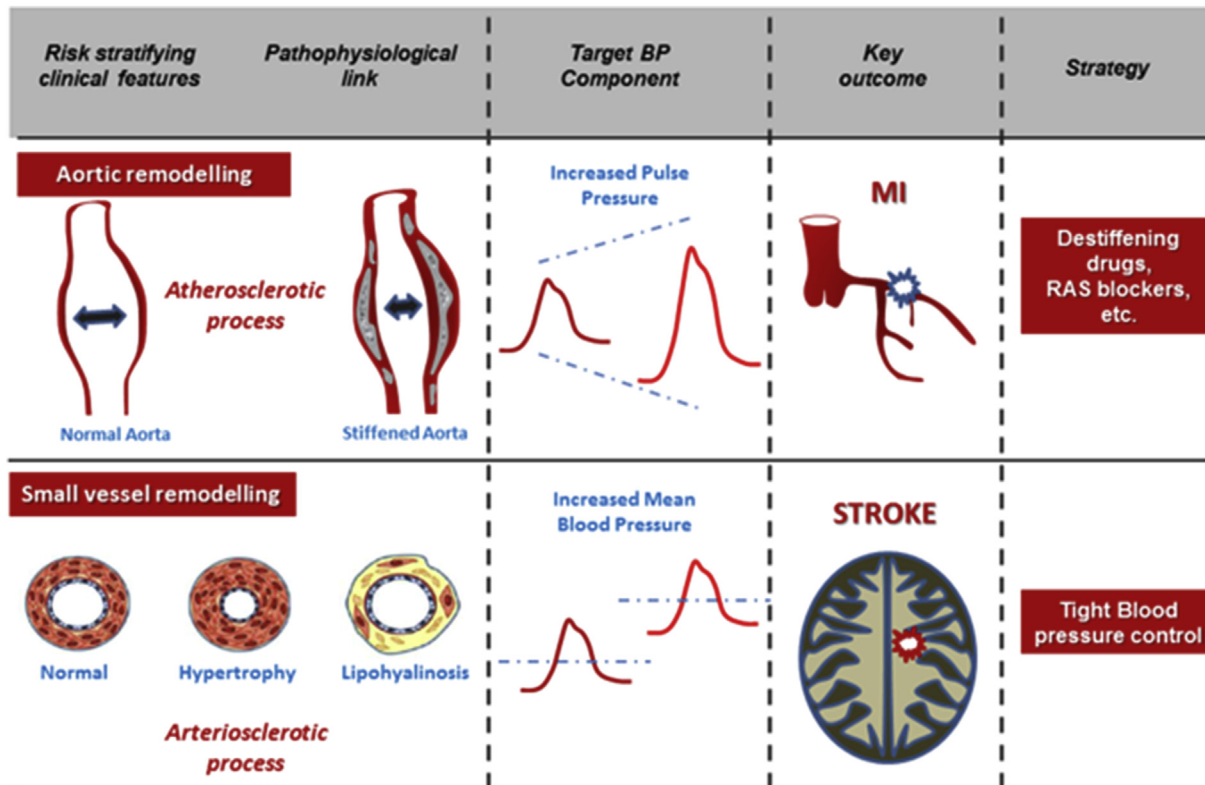 Risk stratifying
clinical features
Pathophysiological
link
Target BP
Component
Key
outcome
Strategy
Aortic remodelling
Atherosclerotic
process
Normal Aorta
Stiffened Aorta
Increased Pulse
Pressure
MI
Destiffening
drugs,
RAS blockers,
etc.
Small vessel remodelling
Normal
Hypertrophy
Lipohyalinosis
Arteriosclerotic
process
Increased Mean
Blood Pressure
STROKE
Tight Blood
pressure control